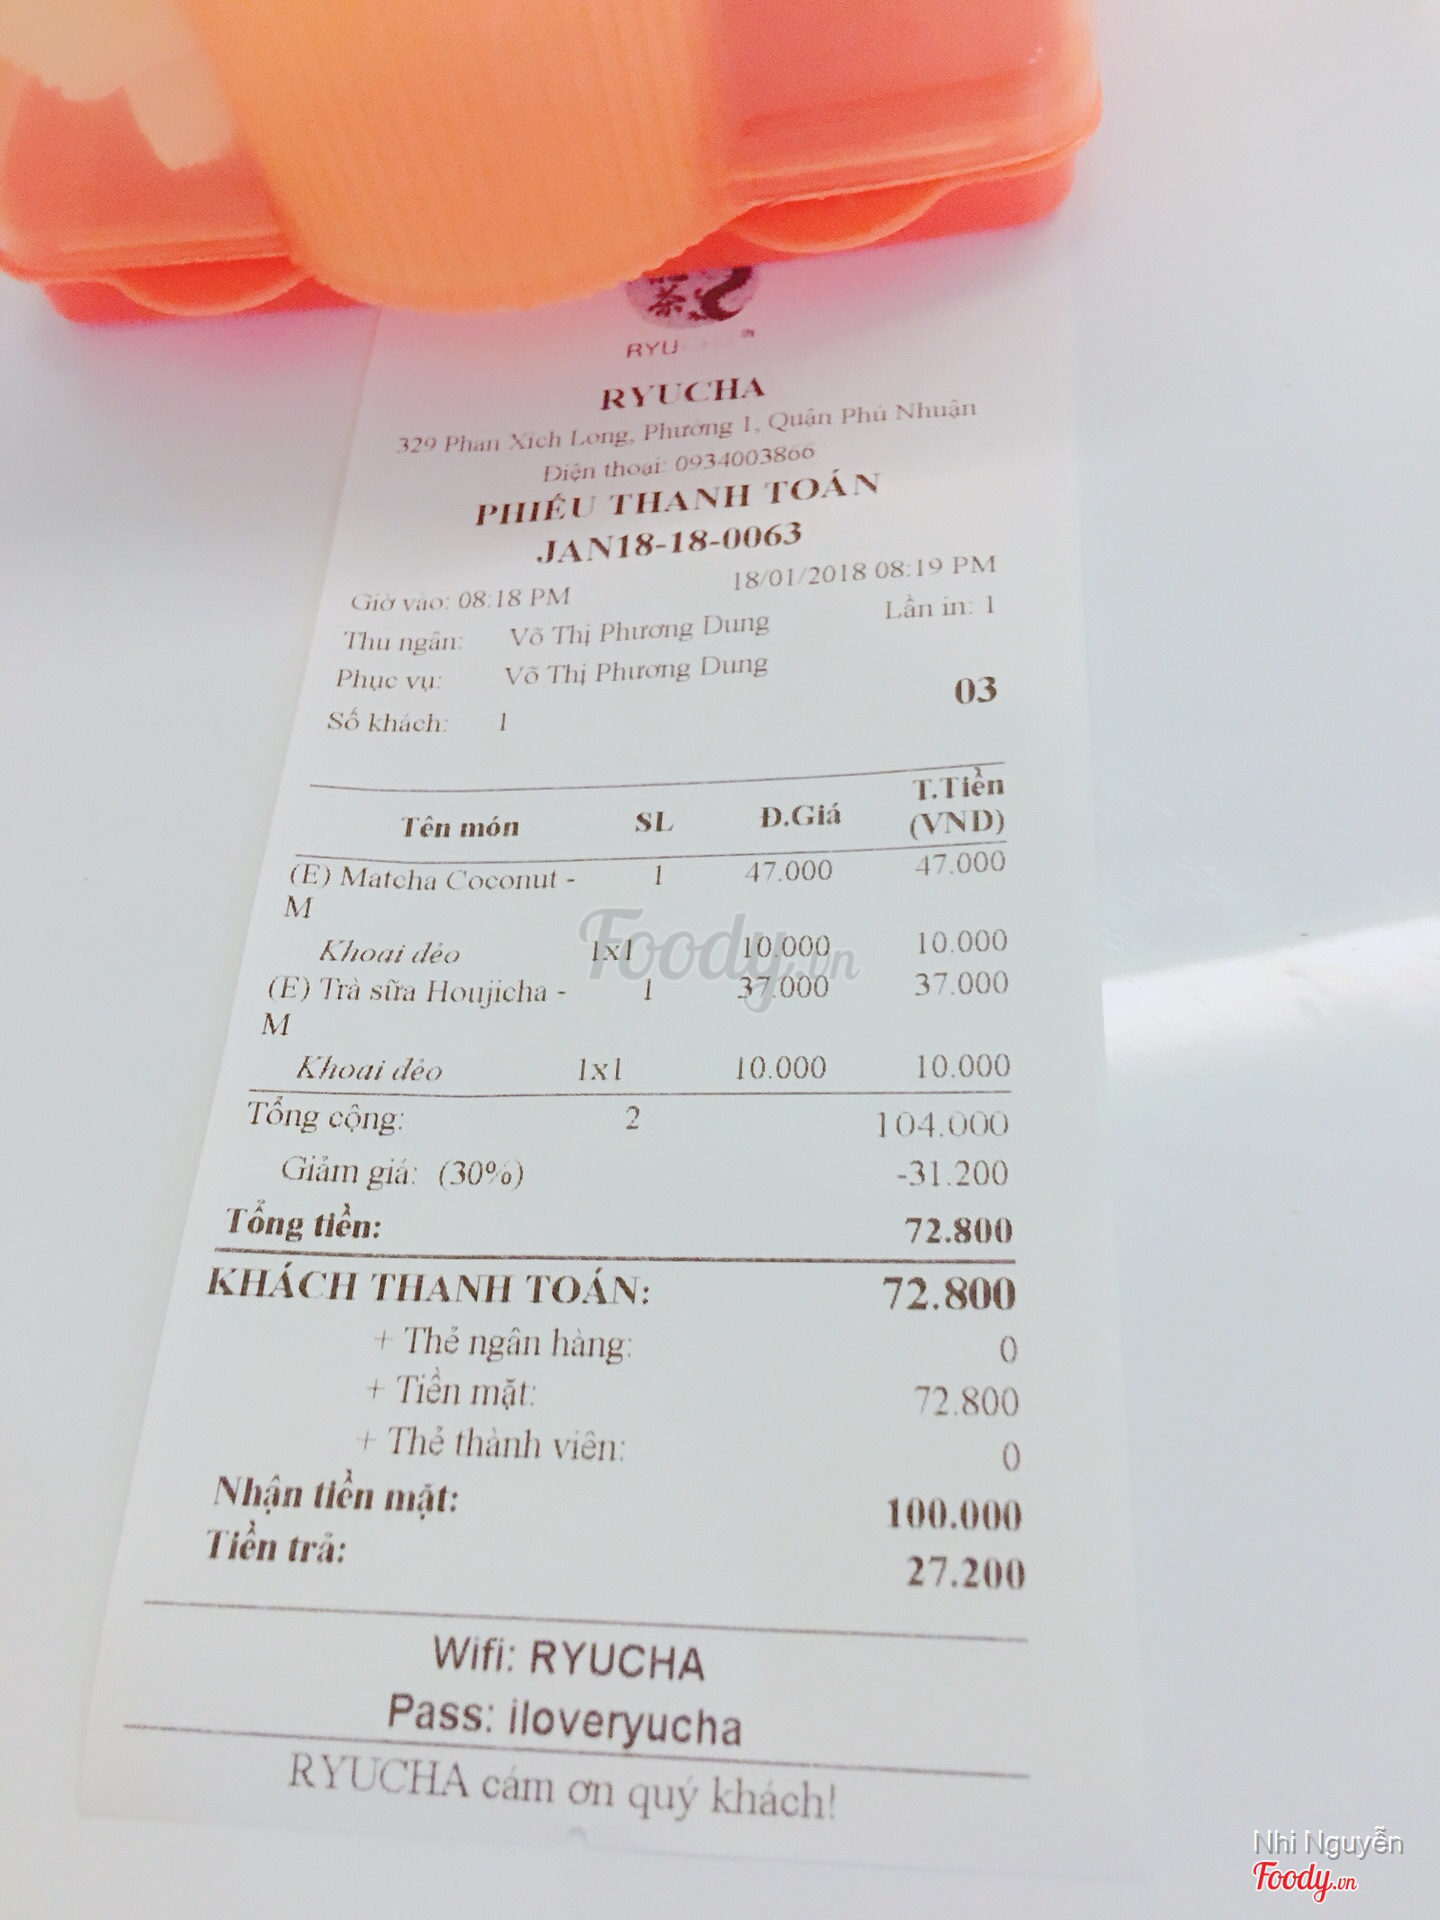 茶
RYU
RYUCHA
329 Phan Xích Long, Phường 1, Quận Phú Nhuận
Điện thoại: 0934003866
PHIẾU THANH TOÁN
JAN18-18-0063
Giờ vào: 08:18 PM 18/01/2018 08:19 PM
Thu ngân: Võ Thị Phương Dung Lần in: 1
Phục vụ: Võ Thị Phương Dung
Số khách: 1 03
Tên món SL Đ.Giá T.Tiền
(VND)
(E) Matcha Coconut - 1 47.000 47.000
M
Khoai dẻo 1x1 10.000 10.000
(E) Trà sữa Houjicha - 1 37.000 37.000
M
Khoai dẻo 1x1 10.000 10.000
Tổng cộng: 2 104.000
Giảm giá: (30%) -31.200
Tổng tiền: 72.800
KHÁCH THANH TOÁN: 72.800
+ Thẻ ngân hàng: 0
+ Tiền mặt: 72.800
+ Thẻ thành viên: 0
Nhận tiền mặt: 100.000
Tiền trả: 27.200
Wifi: RYUCHA
Pass: iloveryucha
RYUCHA cám ơn quý khách!
Foody.vn
Nhi Nguyễn
Foody.vn